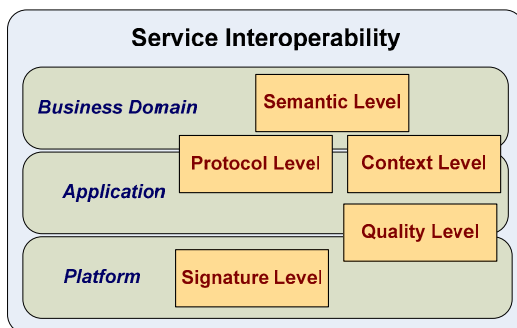 Service Interoperability
Business Domain
Semantic Level
Protocol Level
Context Level
Application
Quality Level
Platform
Signature Level